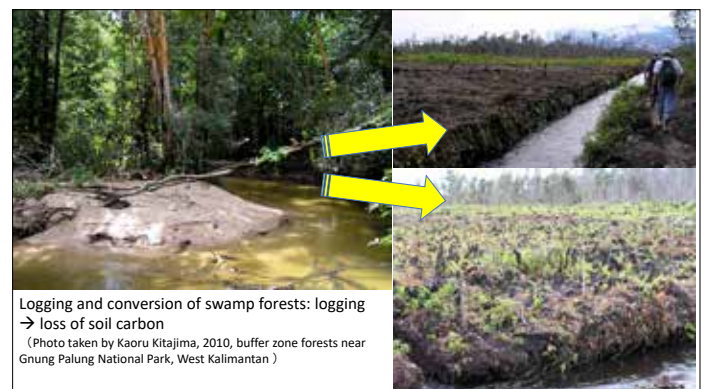 Logging and conversion of swamp forests: logging
→ loss of soil carbon
（Photo taken by Kaoru Kitajima, 2010, buffer zone forests near
Gnung Palung National Park, West Kalimantan ）